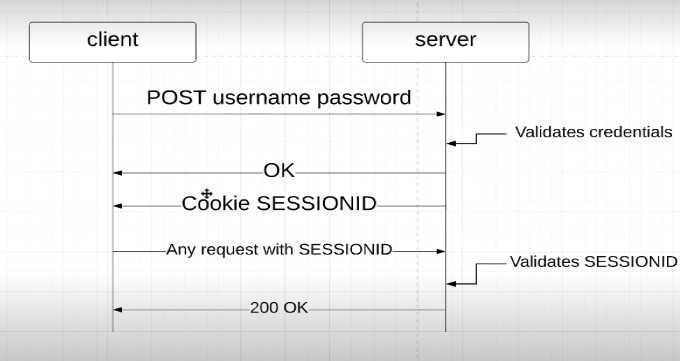 client
server
POST username password
Validates credentials
OK
Cookie SESSIONID
Any request with SESSIONID
Validates SESSIONID
200 OK